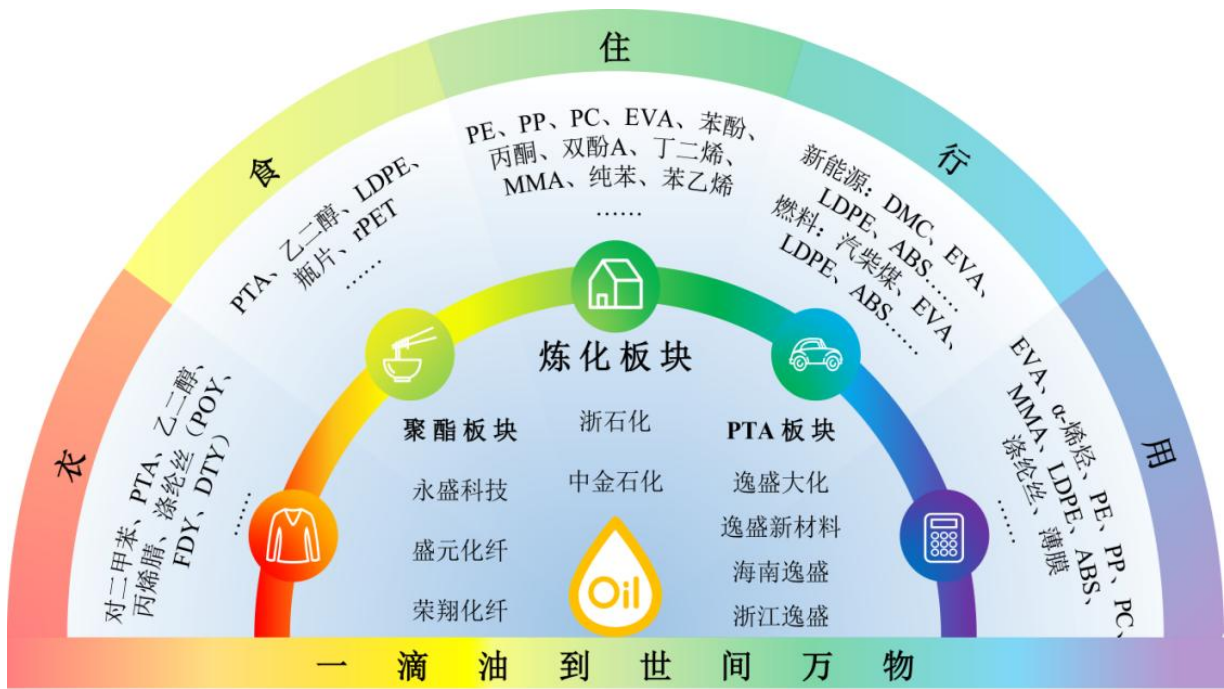 衣
对二甲苯、PTA、乙二醇、
丙烯腈、涤纶丝（POY、
FDY、DTY）
……
食
PTA、乙二醇、LDPE、
瓶片、rPET
……
住
PE、PP、PC、EVA、苯酚、
丙酮、双酚A、丁二烯、
MMA、纯苯、苯乙烯
……
行
新能源：DMC、EVA、
LDPE、ABS……
燃料：汽柴煤、EVA、
LDPE、ABS……
用
EVA、α-烯烃、PE、PP、PC、
MMA、LDPE、ABS、
涤纶丝、薄膜
……
炼化板块
浙石化
中金石化
聚酯板块
永盛科技
盛元化纤
荣翔化纤
PTA 板块
逸盛大化
逸盛新材料
海南逸盛
浙江逸盛
Oil
一滴油到世间万物